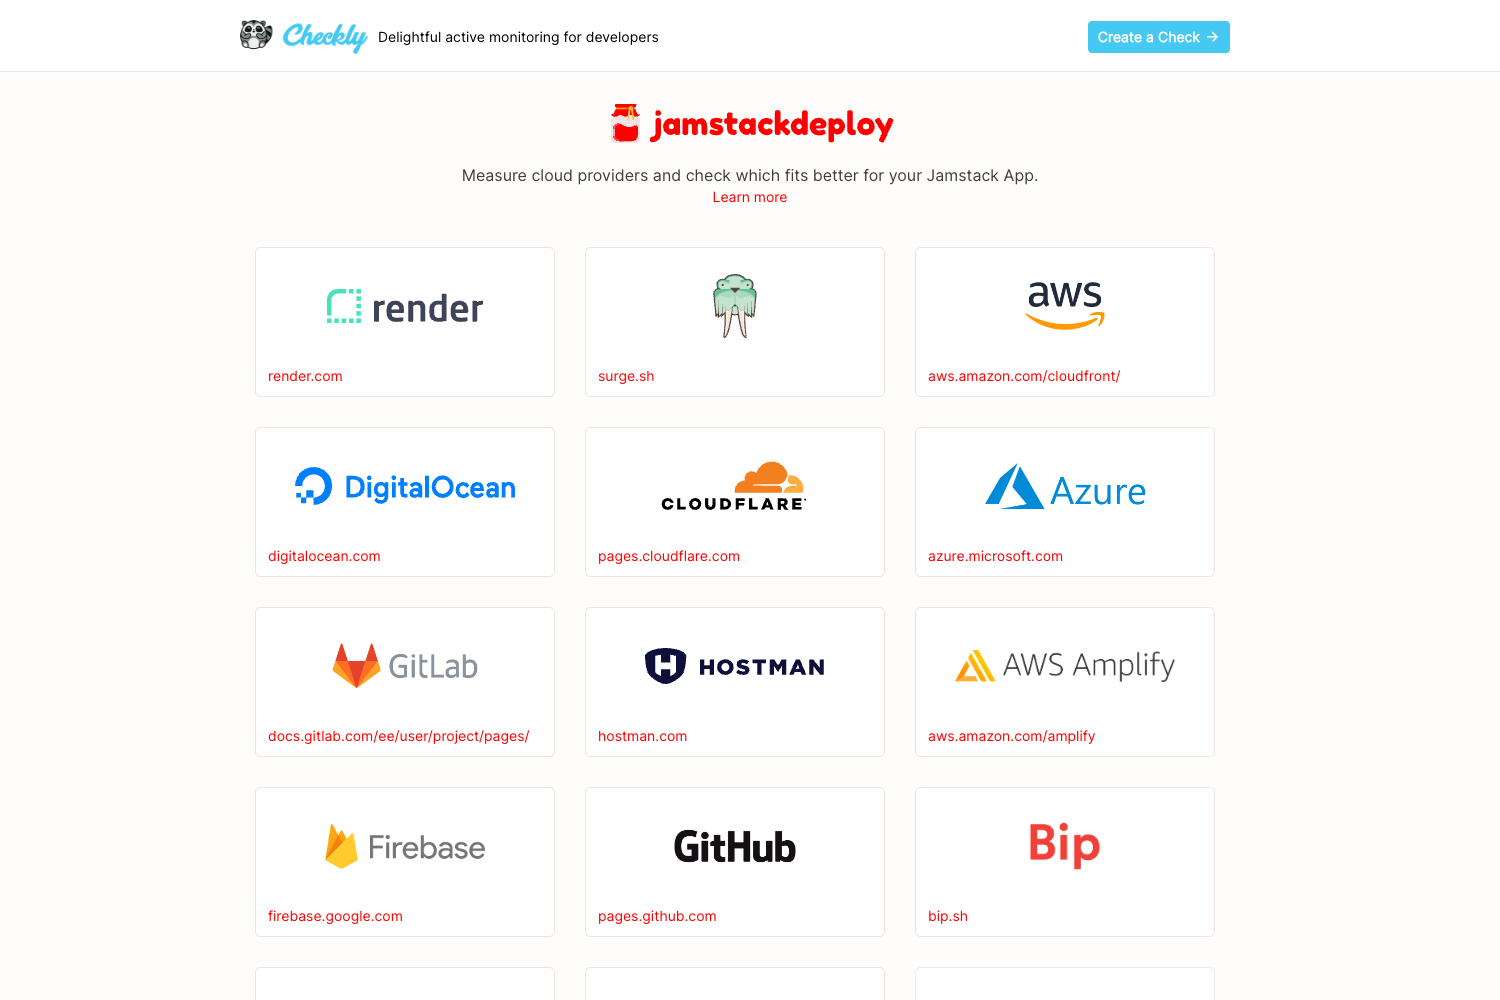 Checkly Delightful active monitoring for developers
Create a Check →
jamstackdeploy
Measure cloud providers and check which fits better for your Jamstack App.
Learn more
render
render.com
surge.sh
aws
aws.amazon.com/cloudfront/
DigitalOcean
digitalocean.com
CLOUDFLARE
pages.cloudflare.com
Azure
azure.microsoft.com
GitLab
docs.gitlab.com/ee/user/project/pages/
H HOSTMAN
hostman.com
AWS Amplify
aws.amazon.com/amplify
Firebase
firebase.google.com
GitHub
pages.github.com
Bip
bip.sh